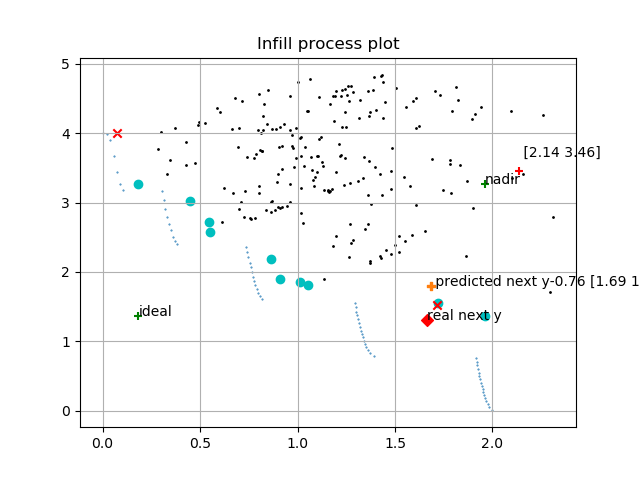 Infill process plot
5
4
[2.14 3.46]
nadir
3
2
predicted next y-0.76 [1.69 1
ideal
real next y
1
0
0.0 0.5 1.0 1.5 2.0